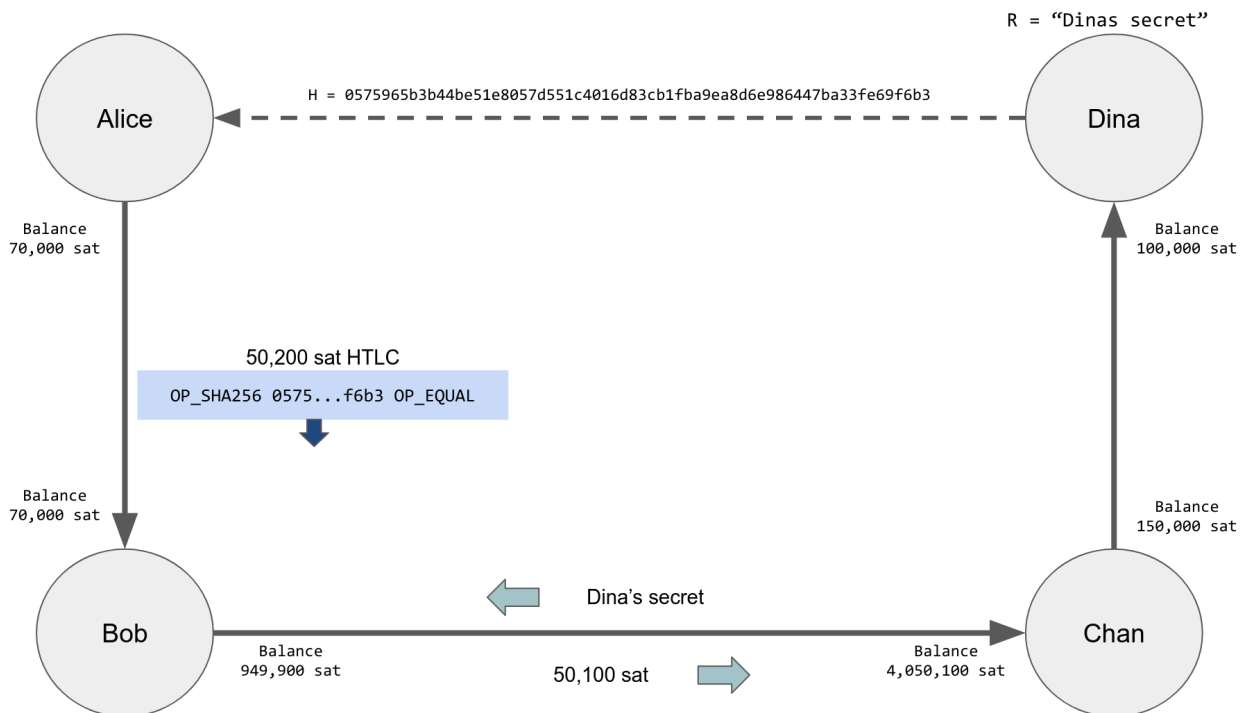 R = “Dinas secret”
Alice
H = 0575965b3b44be51e8057d551c4016d83cb1fba9ea8d6e986447ba33fe69f6b3
Dina
Balance
70,000 sat
Balance
100,000 sat
50,200 sat HTLC
OP_SHA256 0575...f6b3 OP_EQUAL
Balance
70,000 sat
Balance
150,000 sat
Dina’s secret
Bob
Chan
Balance
949,900 sat
50,100 sat
Balance
4,050,100 sat